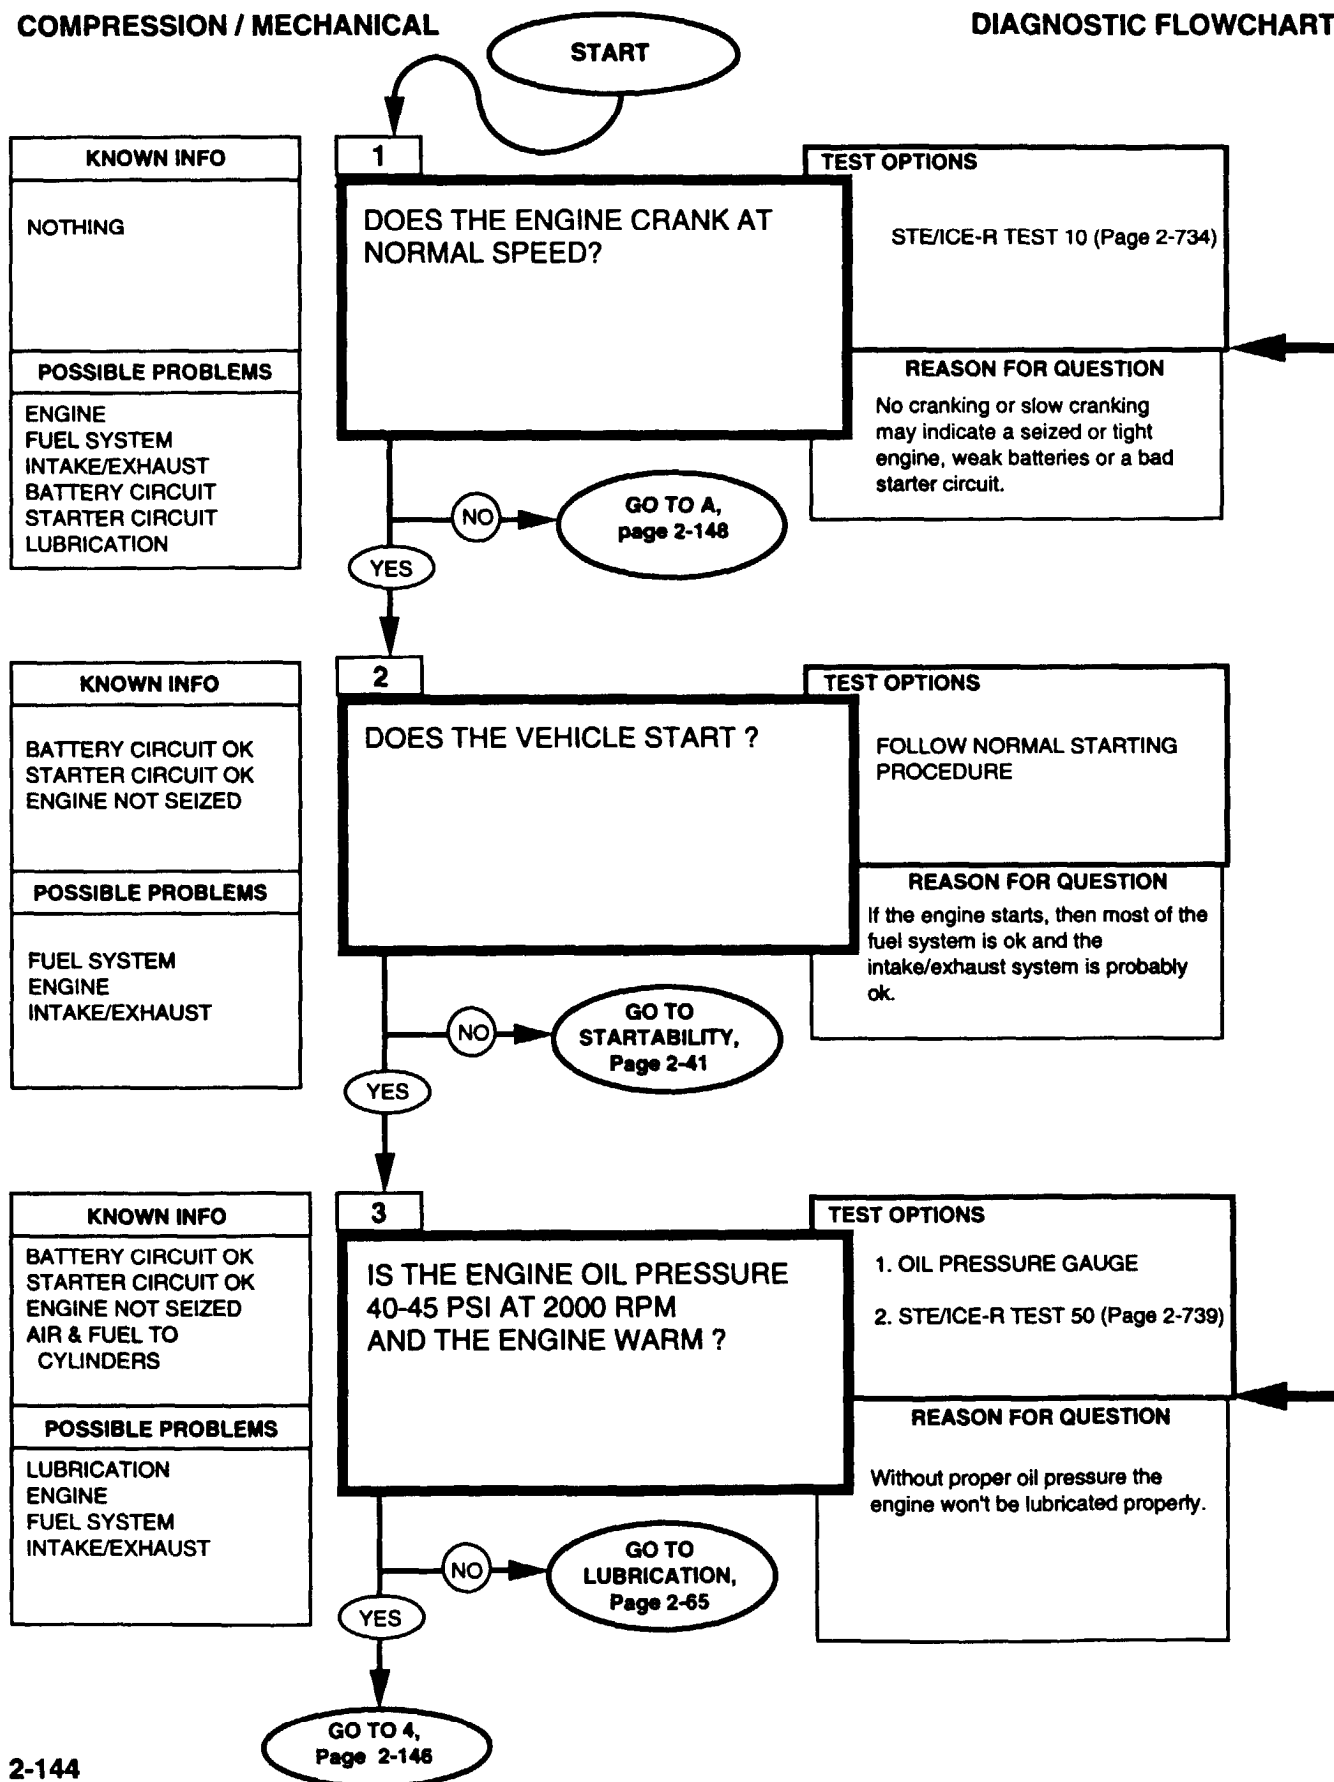 COMPRESSION / MECHANICAL
DIAGNOSTIC FLOWCHART
START
KNOWN INFO
NOTHING
POSSIBLE PROBLEMS
ENGINE
FUEL SYSTEM
INTAKE/EXHAUST
BATTERY CIRCUIT
STARTER CIRCUIT
LUBRICATION
1
DOES THE ENGINE CRANK AT
NORMAL SPEED?
TEST OPTIONS
STE/ICE-R TEST 10 (Page 2-734)
REASON FOR QUESTION
No cranking or slow cranking
may indicate a seized or tight
engine, weak batteries or a bad
starter circuit.
NO
GO TO A,
page 2-148
YES
KNOWN INFO
BATTERY CIRCUIT OK
STARTER CIRCUIT OK
ENGINE NOT SEIZED
POSSIBLE PROBLEMS
FUEL SYSTEM
ENGINE
INTAKE/EXHAUST
2
DOES THE VEHICLE START ?
TEST OPTIONS
FOLLOW NORMAL STARTING
PROCEDURE
REASON FOR QUESTION
If the engine starts, then most of the
fuel system is ok and the
intake/exhaust system is probably
ok.
NO
GO TO
STARTABILITY,
Page 2-41
YES
KNOWN INFO
BATTERY CIRCUIT OK
STARTER CIRCUIT OK
ENGINE NOT SEIZED
AIR & FUEL TO
CYLINDERS
POSSIBLE PROBLEMS
LUBRICATION
ENGINE
FUEL SYSTEM
INTAKE/EXHAUST
3
IS THE ENGINE OIL PRESSURE
40-45 PSI AT 2000 RPM
AND THE ENGINE WARM ?
TEST OPTIONS
1. OIL PRESSURE GAUGE
2. STE/ICE-R TEST 50 (Page 2-739)
REASON FOR QUESTION
Without proper oil pressure the
engine won't be lubricated properly.
NO
GO TO
LUBRICATION,
Page 2-65
YES
GO TO 4,
Page 2-146
2-144